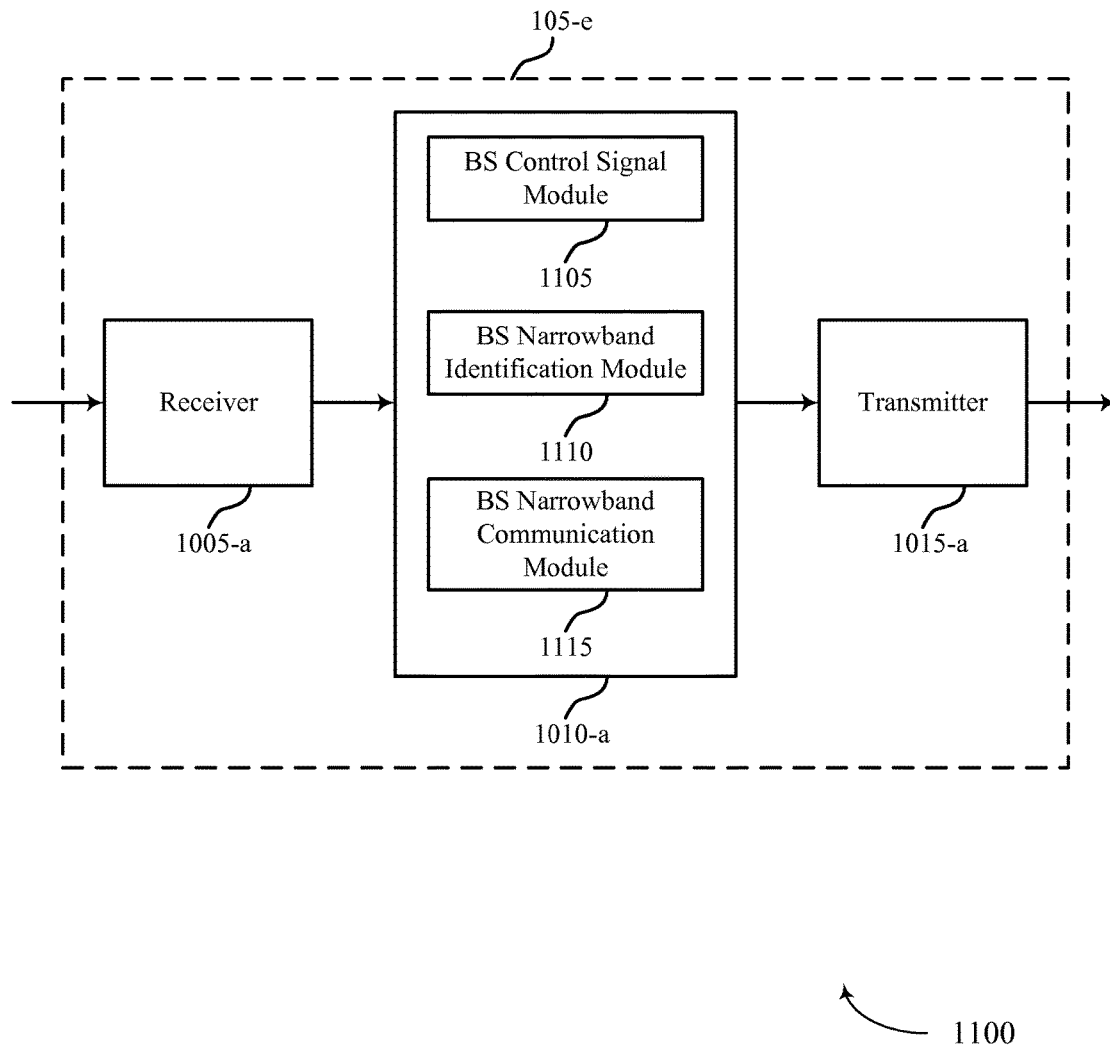 105-e
BS Control Signal
Module
1105
BS Narrowband
Identification Module
1110
BS Narrowband
Communication
Module
1115
1010-a
Receiver
1005-a
Transmitter
1015-a
1100